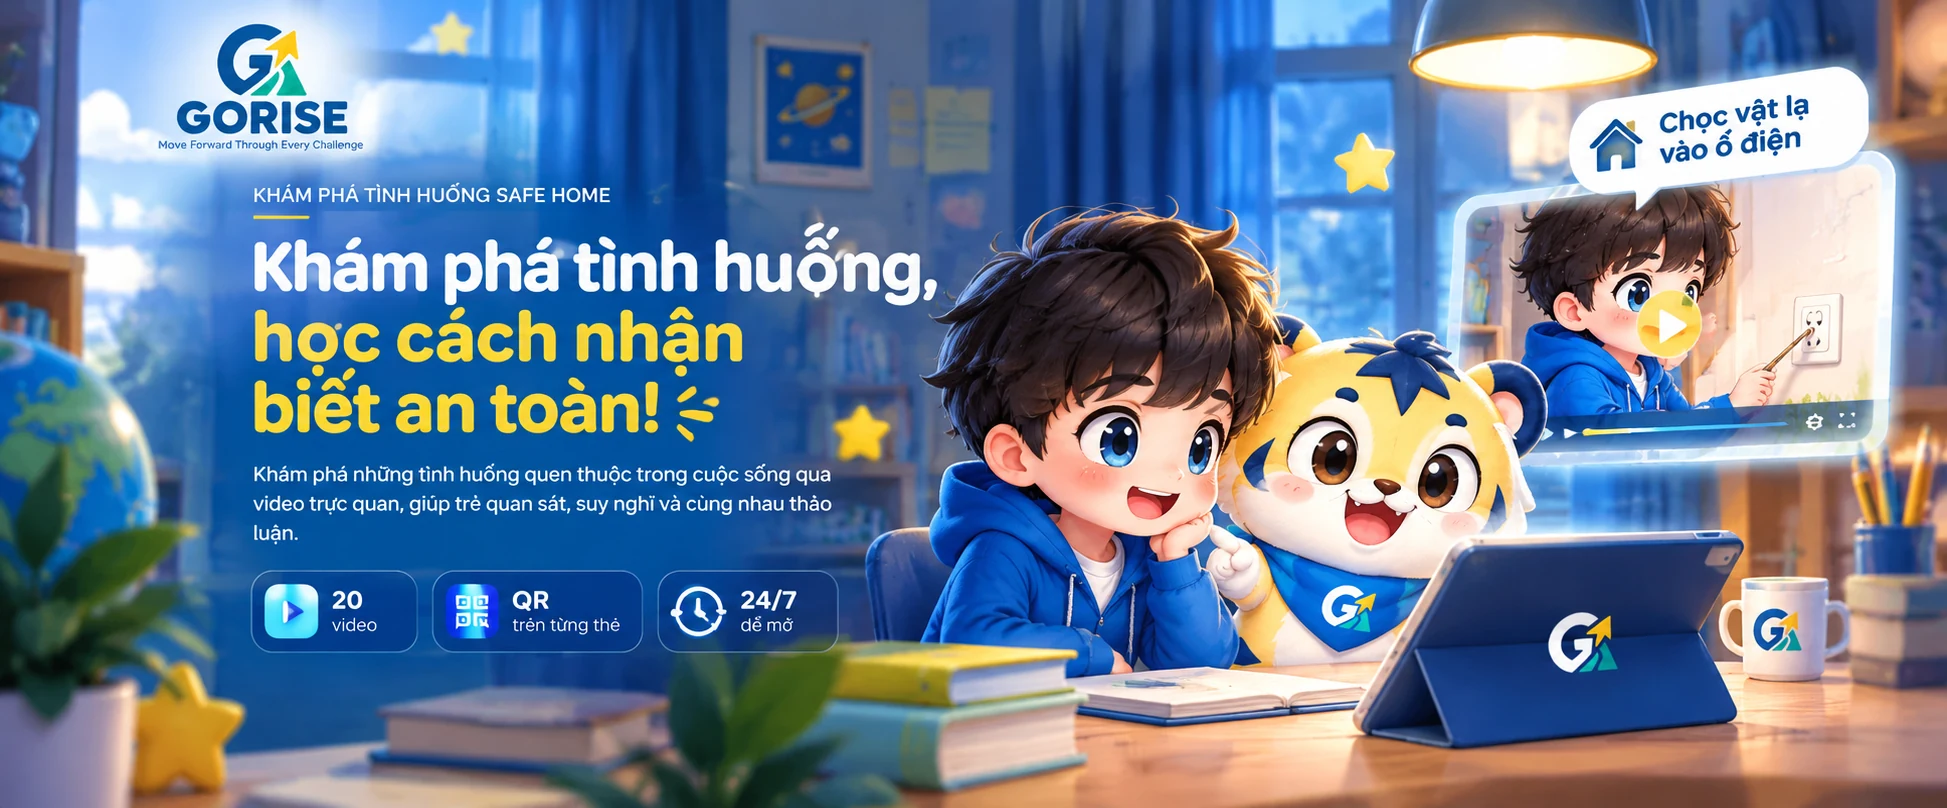 GORISE
Move Forward Through Every Challenge
KHÁM PHÁ TÌNH HUỐNG SAFE HOME
Khám phá tình huỗng,
học cách nhận
biết an toàn!
Khám phá những tình huống quen thuộc trong cuộc sống qua
video trực quan, giúp trẻ quan sát, suy nghĩ và cùng nhau thảo
luận.
20
video
QR
trên từng thẻ
24/7
dể mở
Chọc vật lạ
vào ổ điện